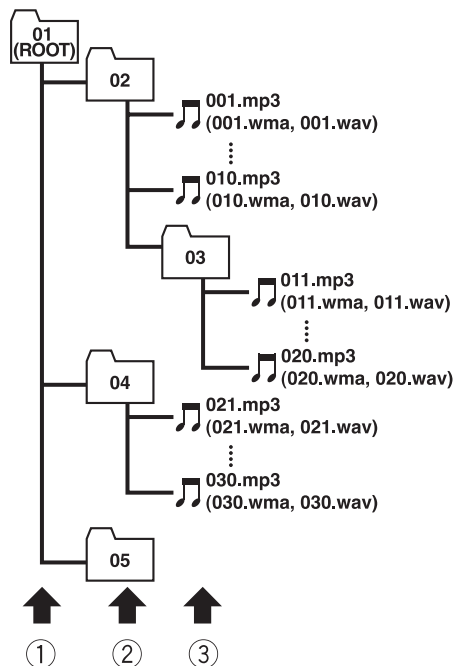 01
(ROOT)
02
001.mp3
(001.wma, 001.wav)
010.mp3
(010.wma, 010.wav)
03
011.mp3
(011.wma, 011.wav)
020.mp3
(020.wma, 020.wav)
04
021.mp3
(021.wma, 021.wav)
030.mp3
(030.wma, 030.wav)
05
① ② ③